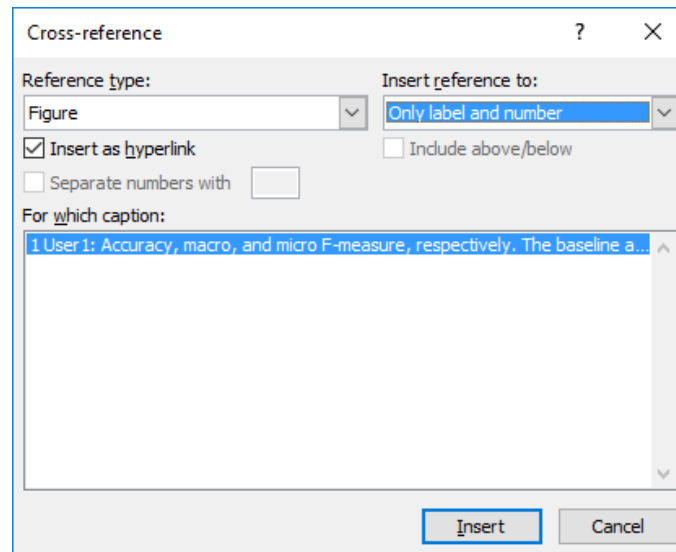 Cross-reference
Reference type:
Insert reference to:
Figure
Only label and number
Insert as hyperlink
Include above/below
Separate numbers with
For which caption:
1 User1: Accuracy, macro, and micro F-measure, respectively. The baseline a...
Insert
Cancel